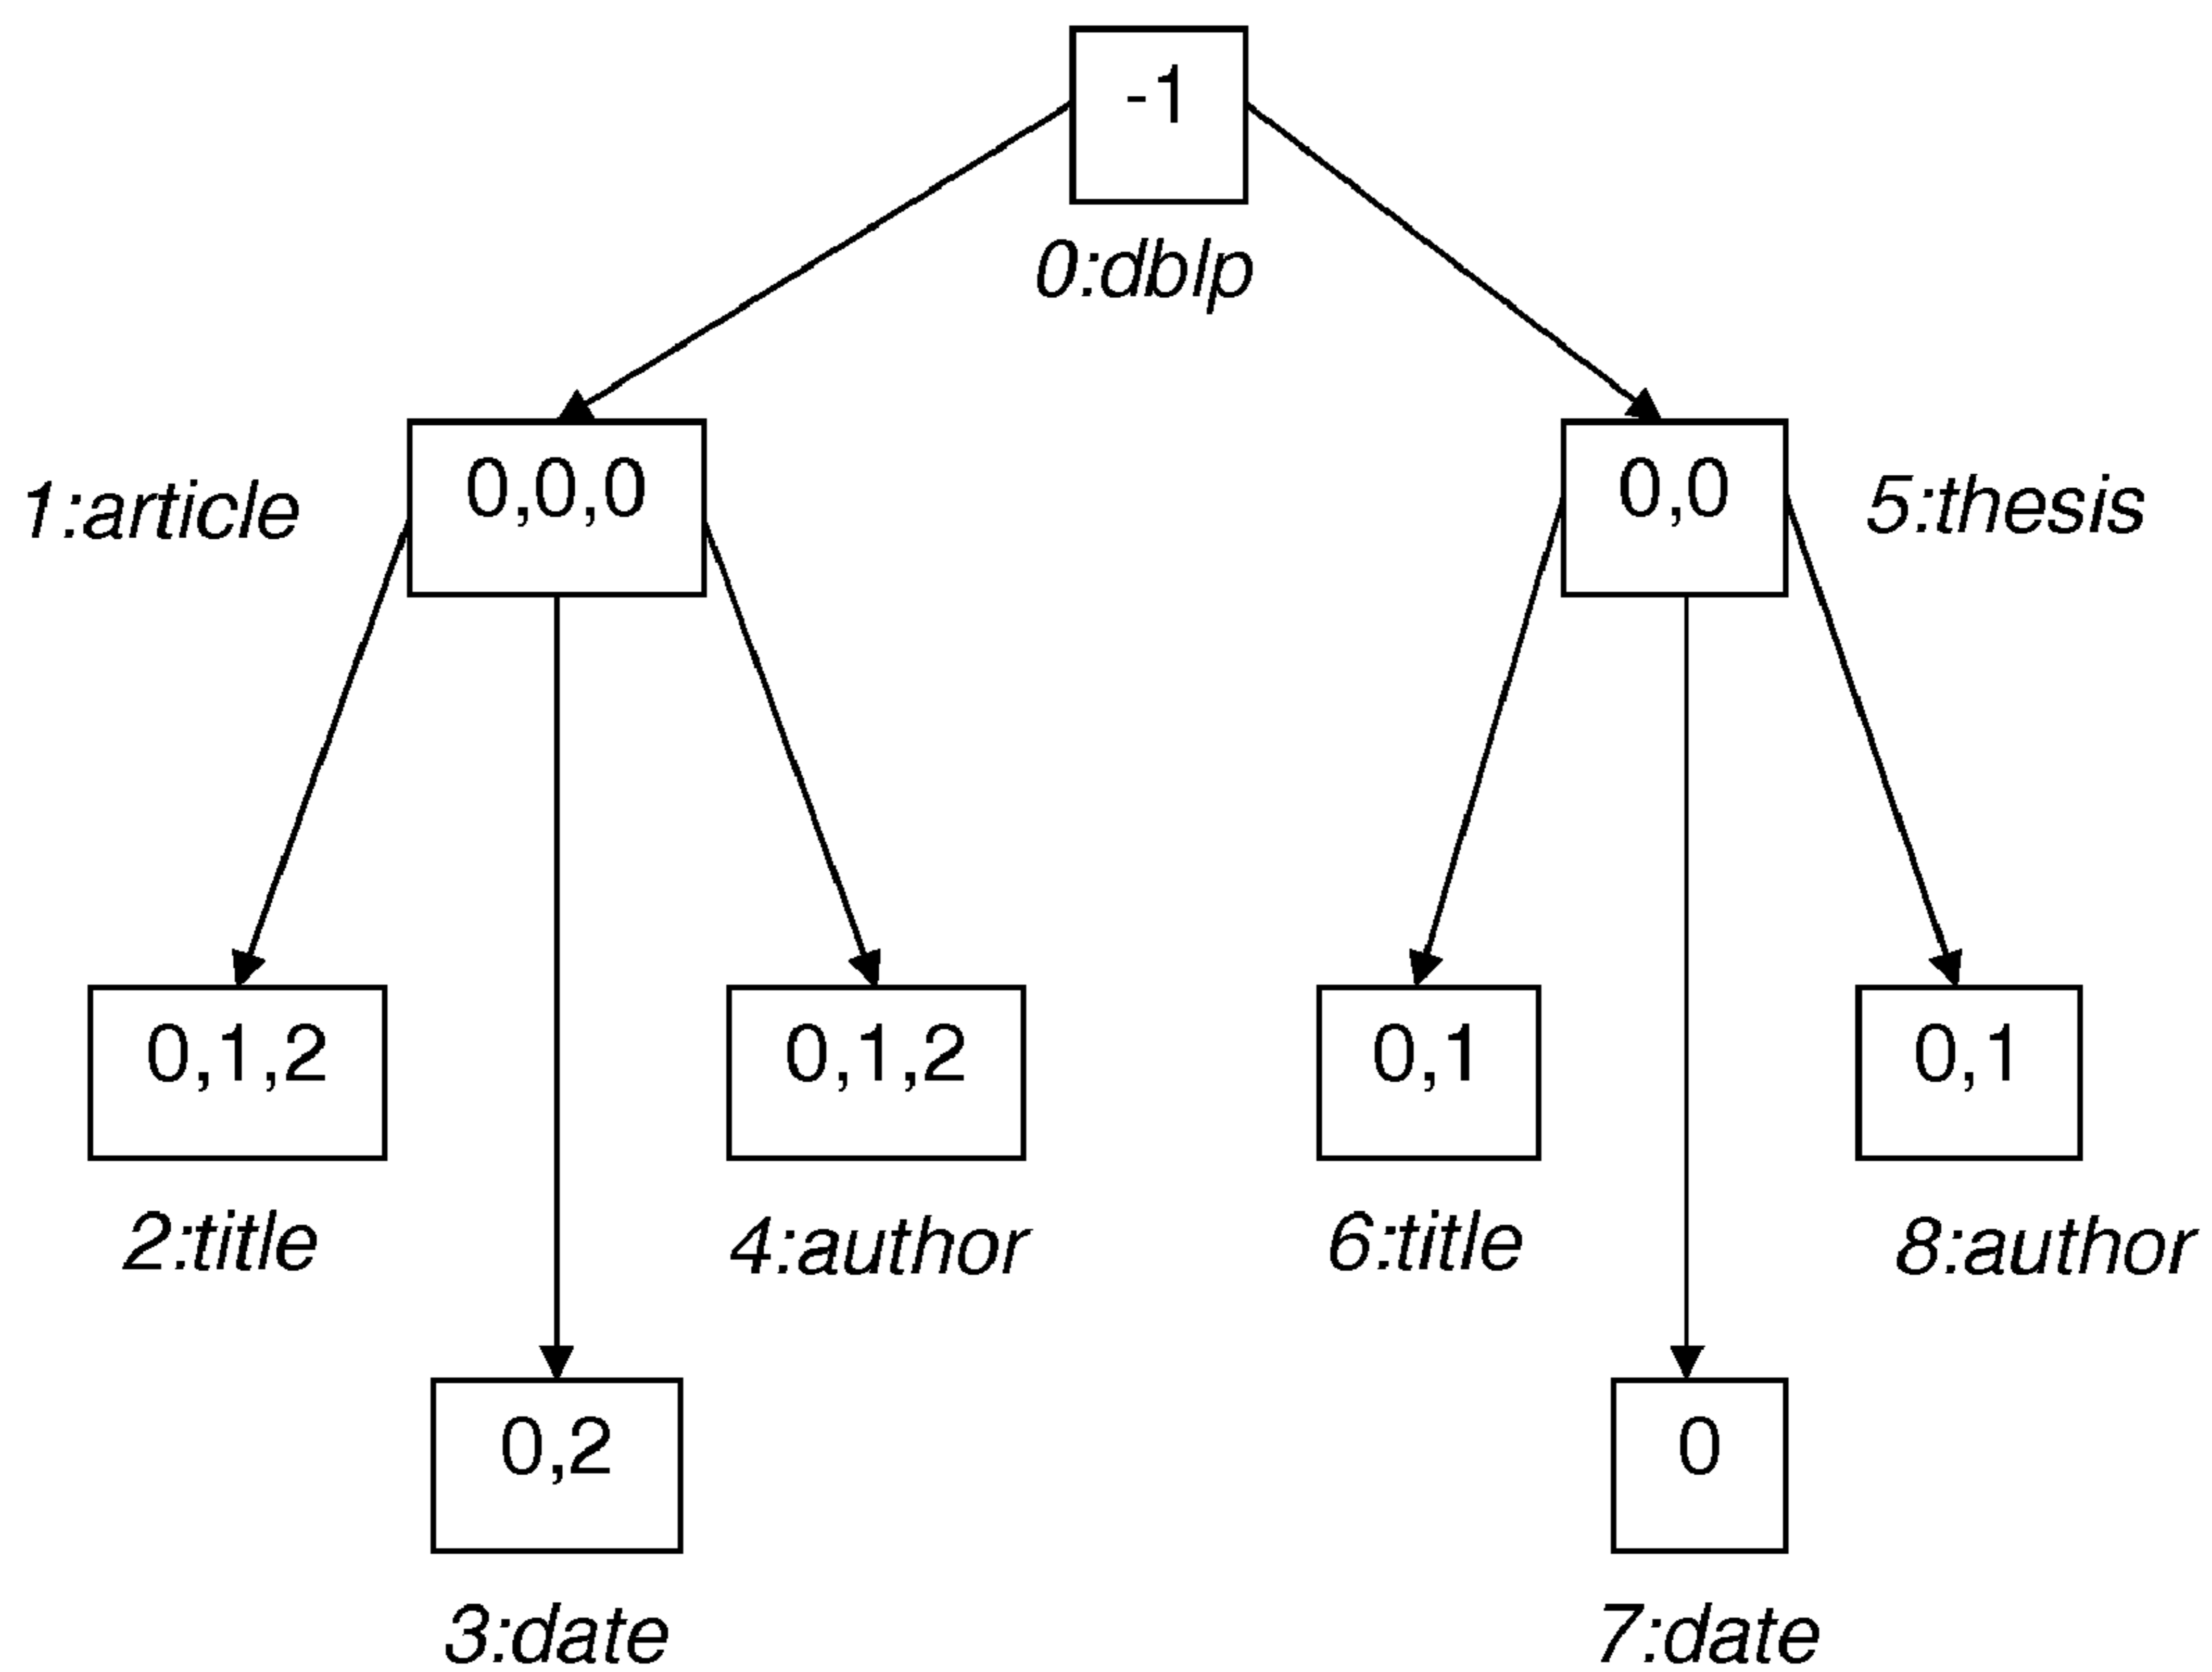 -1
0:dblp
1:article
0,0,0
0,0
5:thesis
0,1,2
0,1,2
0,1
0,1
2:title
4:author
6:title
8:author
0,2
0
3:date
7:date